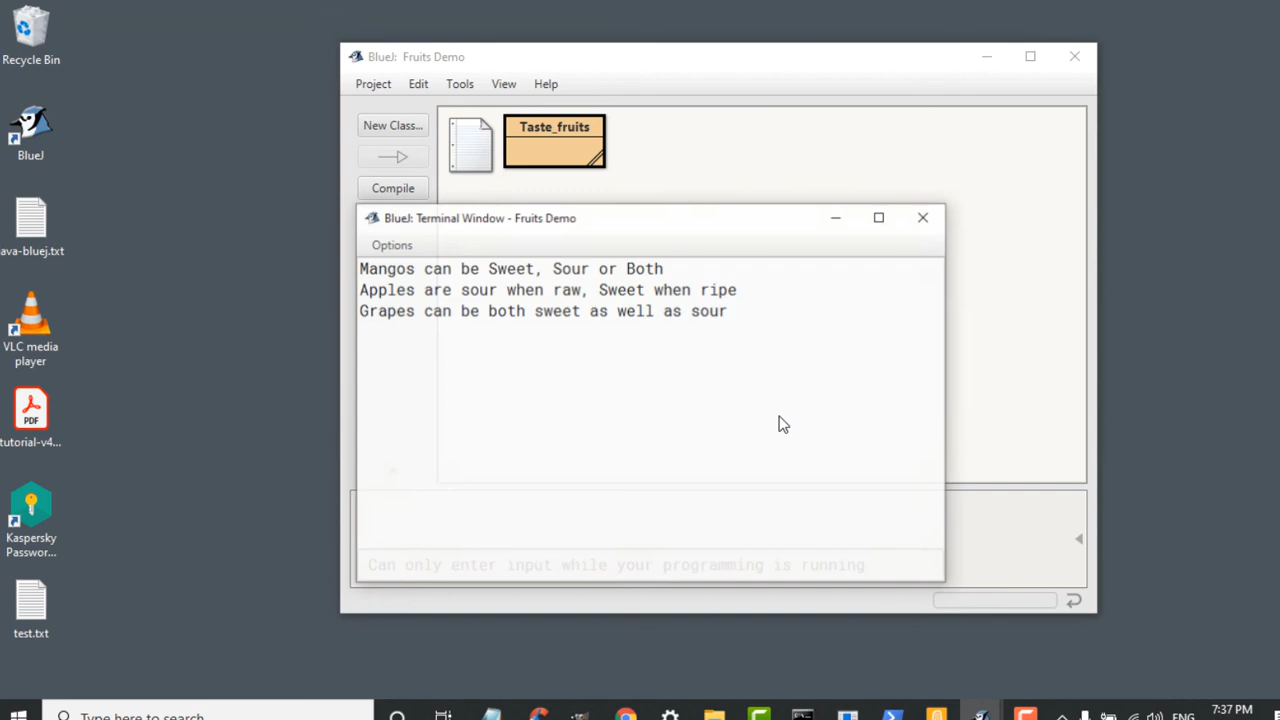 Recycle Bin
BlueJ
ava-bluej.txt
VLC media
player
PDF
tutorial-v4...
Kaspersky
Passwor...
test.txt
BlueJ: Fruits Demo
Project Edit Tools View Help
New Class...
Compile
Taste_fruits
BlueJ: Terminal Window - Fruits Demo
Options
Mangos can be Sweet, Sour or Both
Apples are sour when raw, Sweet when ripe
Grapes can be both sweet as well as sour
Can only enter input while your programming is running
Type here to search
ENG
7:37 PM